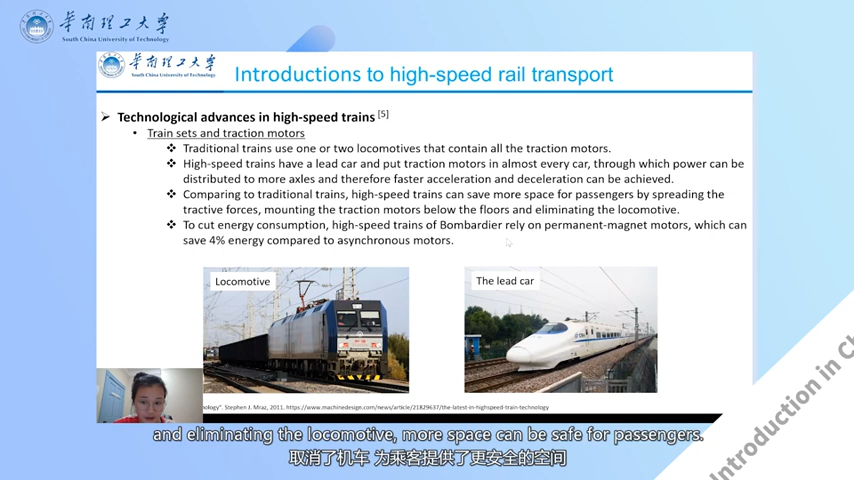 华南理工大学
South China University of Technology
华南理工大学
South China University of Technology
Introductions to high-speed rail transport
➢ Technological advances in high-speed trains [5]
• Train sets and traction motors
❖ Traditional trains use one or two locomotives that contain all the traction motors.
❖ High-speed trains have a lead car and put traction motors in almost every car, through which power can be
distributed to more axles and therefore faster acceleration and deceleration can be achieved.
❖ Comparing to traditional trains, high-speed trains can save more space for passengers by spreading the
tractive forces, mounting the traction motors below the floors and eliminating the locomotive.
❖ To cut energy consumption, high-speed trains of Bombardier rely on permanent-magnet motors, which can
save 4% energy compared to asynchronous motors.
Locomotive
The lead car
Stephen J. Mraz, 2011. https://www.machinedesign.com/news/article/21829637/the-latest-in-highspeed-train-technology
and eliminating the locomotive, more space can be safe for passengers.
取消了机车 为乘客提供了更安全的空间
Introduction in